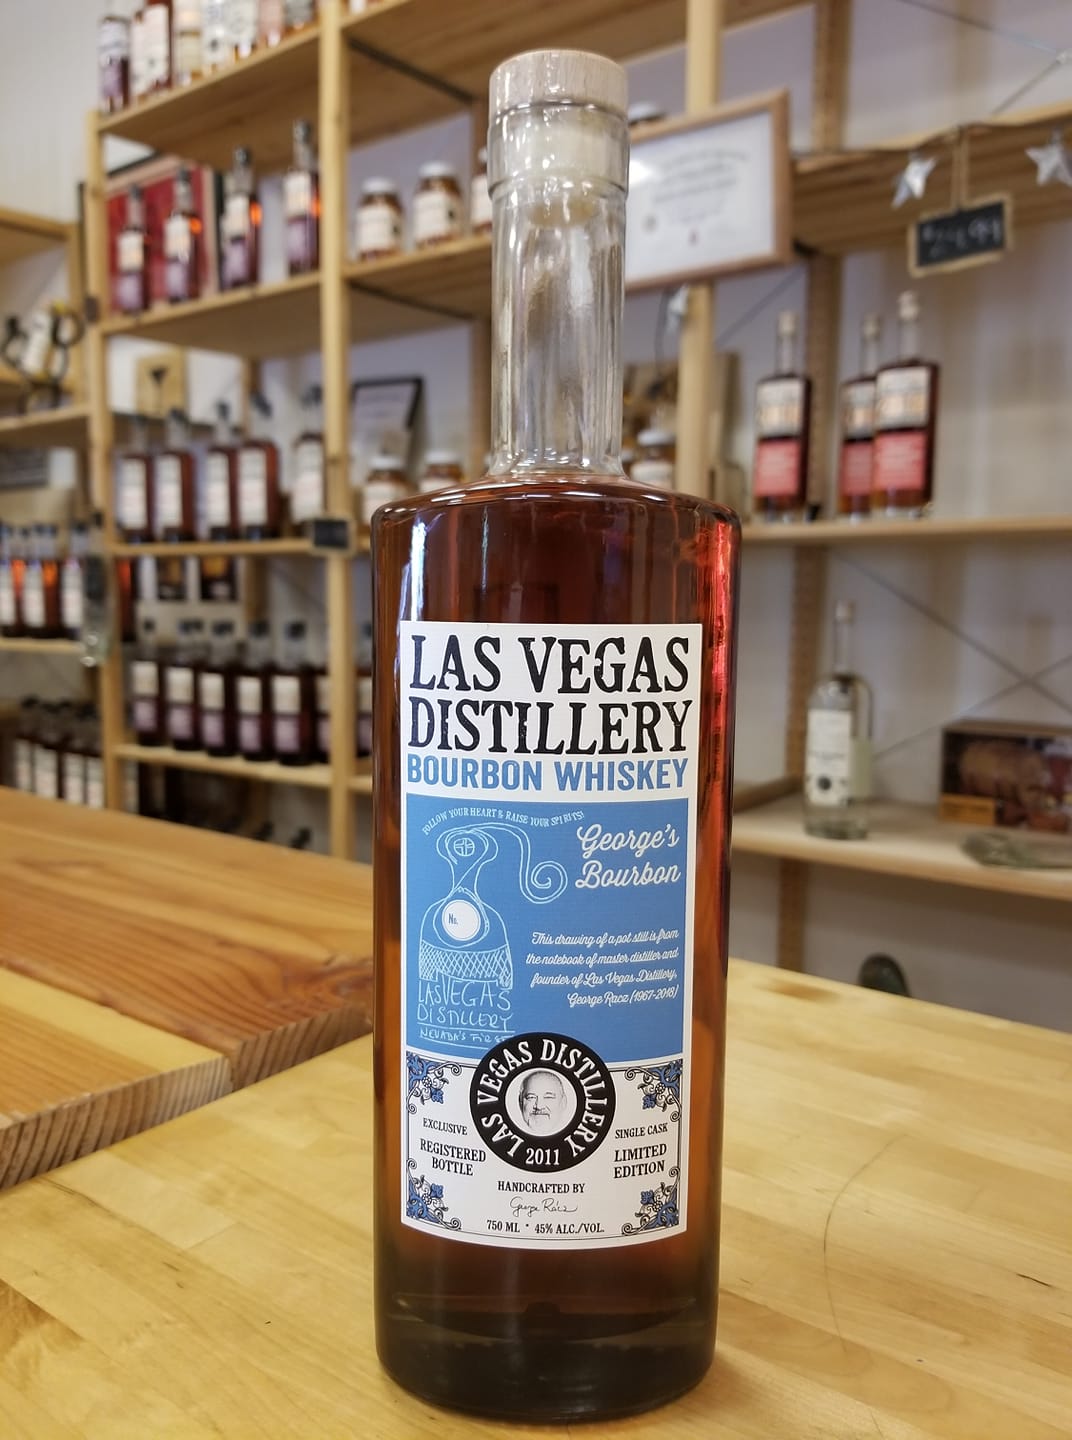 LAS VEGAS
DISTILLERY
BOURBON WHISKEY
FOLLOW YOUR HEART & RAISE YOUR SPIRITS!
George's
Bourbon
No.
This drawing of a pot still is from
the notebook of master distiller and
founder of Las Vegas Distillery,
George Racz (1967-2018)
LAS VEGAS
DISTILLERY
NEVADA'S
LAS VEGAS DISTILLERY
2011
EXCLUSIVE
REGISTERED
BOTTLE
SINGLE CASK
LIMITED
EDITION
HANDCRAFTED BY
George Rácz
750 ML • 45% ALC./VOL.